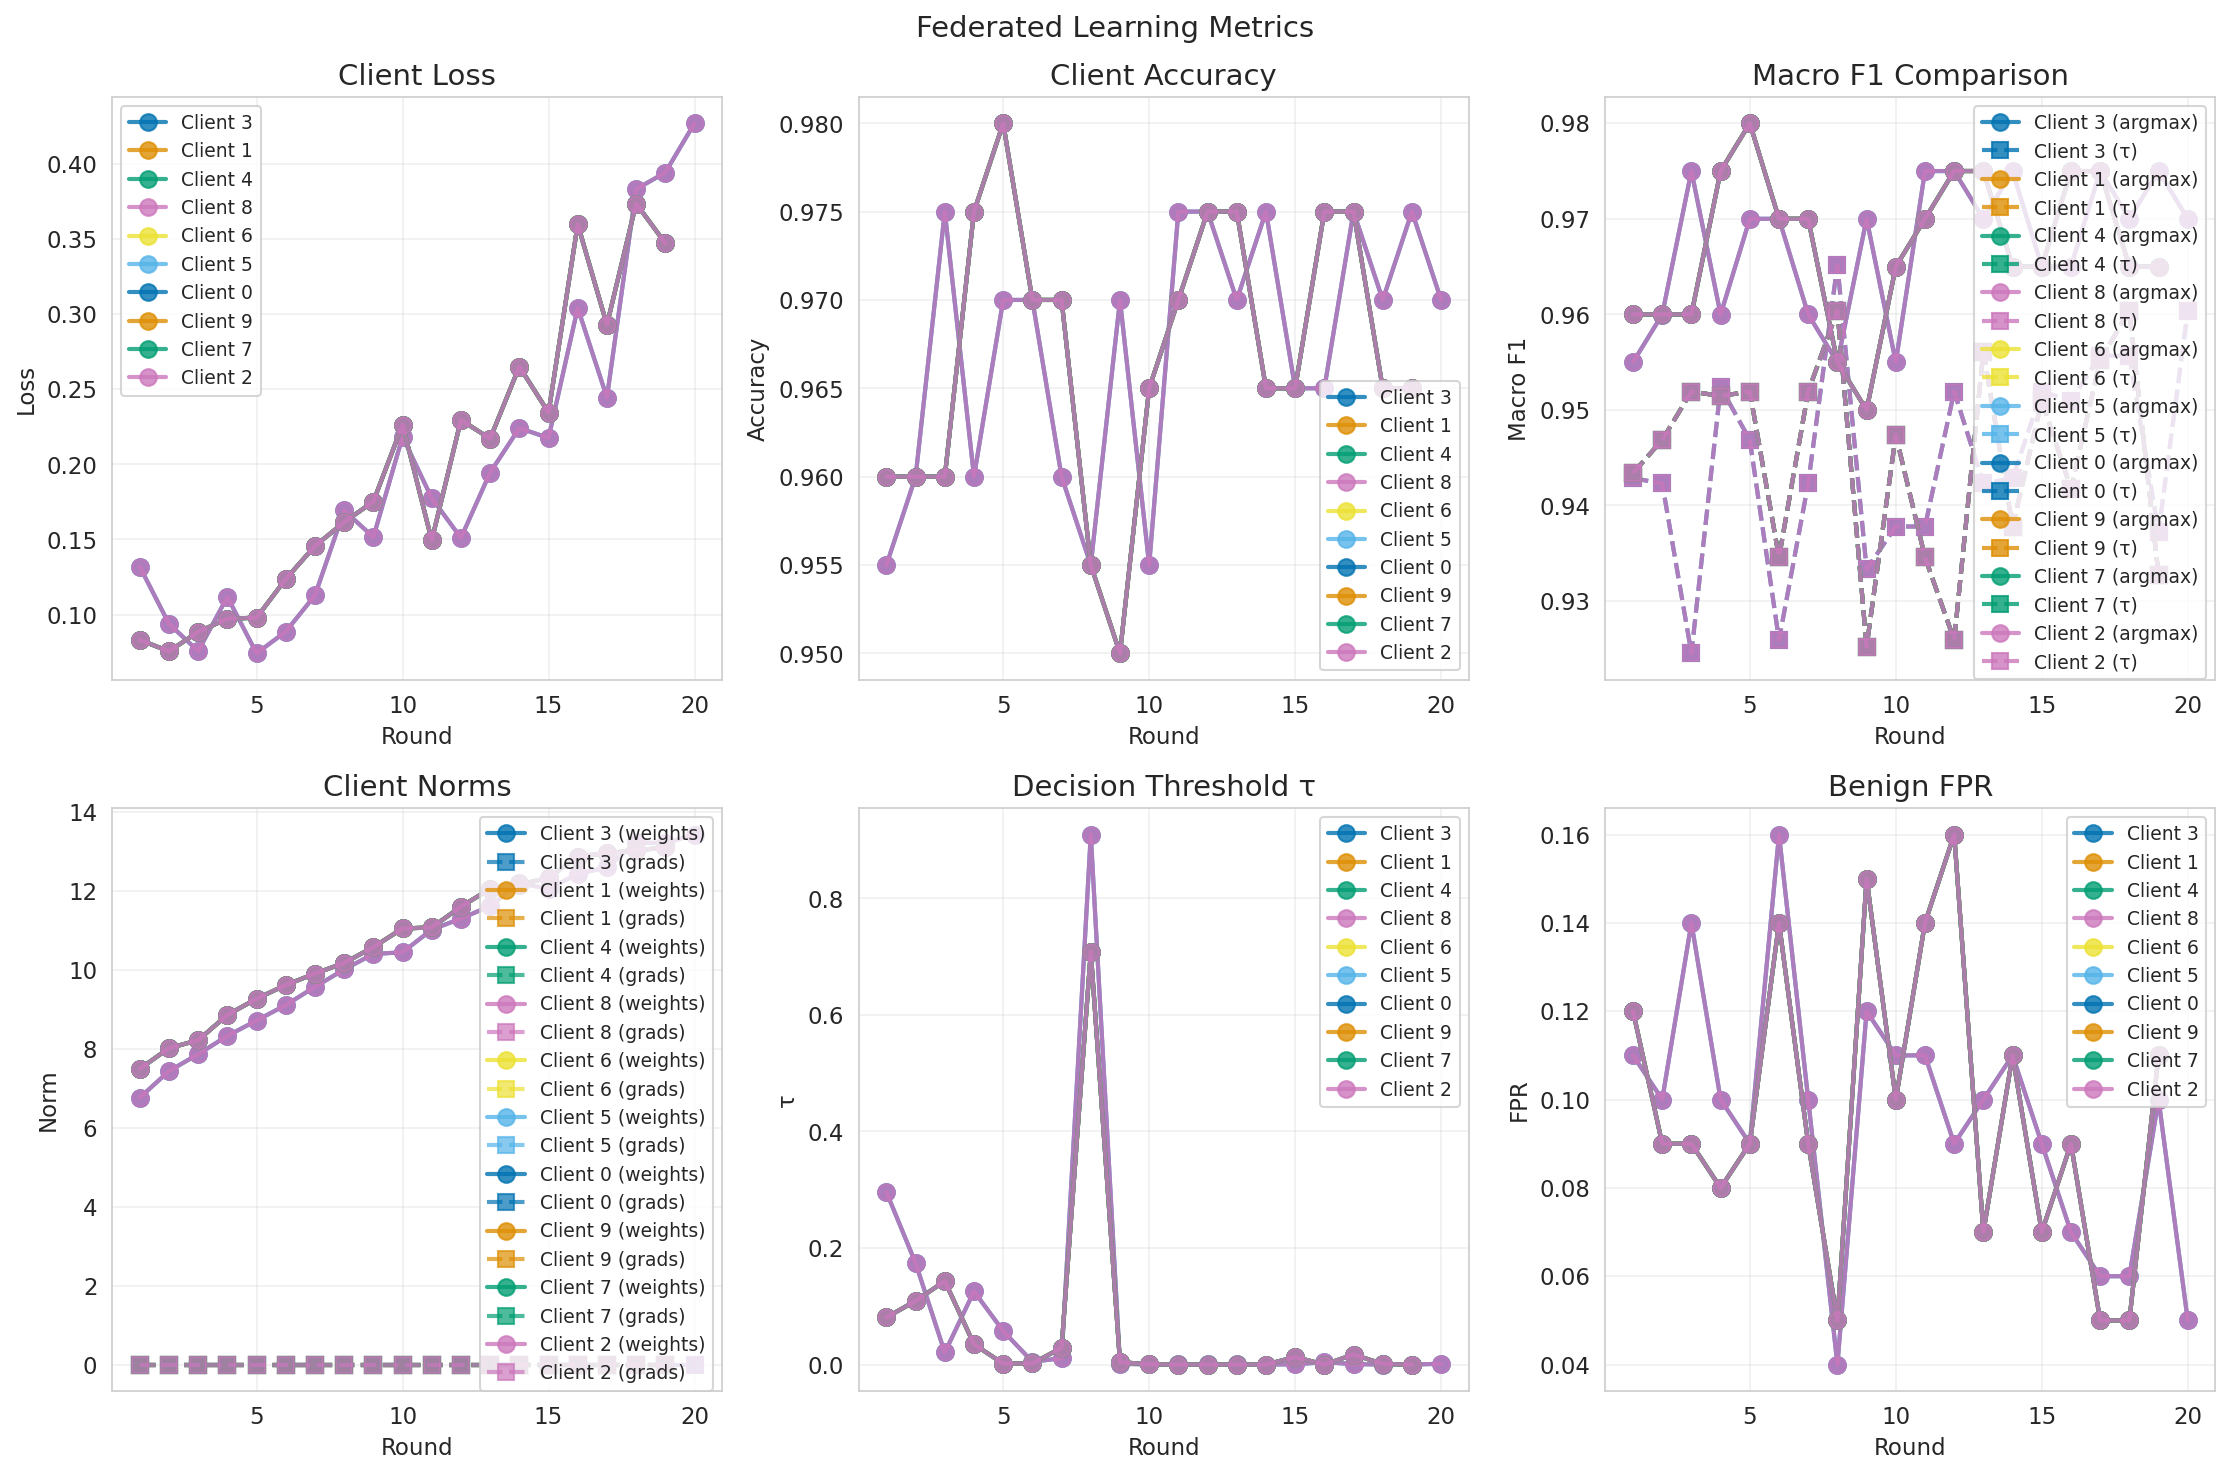 Federated Learning Metrics
Client Loss
Loss
0.40
0.35
0.30
0.25
0.20
0.15
0.10
5
10
15
20
Round
Client 3
Client 1
Client 4
Client 8
Client 6
Client 5
Client 0
Client 9
Client 7
Client 2
Client Accuracy
Accuracy
0.980
0.975
0.970
0.965
0.960
0.955
0.950
5
10
15
20
Round
Client 3
Client 1
Client 4
Client 8
Client 6
Client 5
Client 0
Client 9
Client 7
Client 2
Macro F1 Comparison
Macro F1
0.98
0.97
0.96
0.95
0.94
0.93
5
10
15
20
Round
Client 3 (argmax)
Client 3 (τ)
Client 1 (argmax)
Client 1 (τ)
Client 4 (argmax)
Client 4 (τ)
Client 8 (argmax)
Client 8 (τ)
Client 6 (argmax)
Client 6 (τ)
Client 5 (argmax)
Client 5 (τ)
Client 0 (argmax)
Client 0 (τ)
Client 9 (argmax)
Client 9 (τ)
Client 7 (argmax)
Client 7 (τ)
Client 2 (argmax)
Client 2 (τ)
Client Norms
Norm
14
12
10
8
6
4
2
0
5
10
15
20
Round
Client 3 (weights)
Client 3 (grads)
Client 1 (weights)
Client 1 (grads)
Client 4 (weights)
Client 4 (grads)
Client 8 (weights)
Client 8 (grads)
Client 6 (weights)
Client 6 (grads)
Client 5 (weights)
Client 5 (grads)
Client 0 (weights)
Client 0 (grads)
Client 9 (weights)
Client 9 (grads)
Client 7 (weights)
Client 7 (grads)
Client 2 (weights)
Client 2 (grads)
Decision Threshold τ
τ
0.8
0.6
0.4
0.2
0.0
5
10
15
20
Round
Client 3
Client 1
Client 4
Client 8
Client 6
Client 5
Client 0
Client 9
Client 7
Client 2
Benign FPR
FPR
0.16
0.14
0.12
0.10
0.08
0.06
0.04
5
10
15
20
Round
Client 3
Client 1
Client 4
Client 8
Client 6
Client 5
Client 0
Client 9
Client 7
Client 2